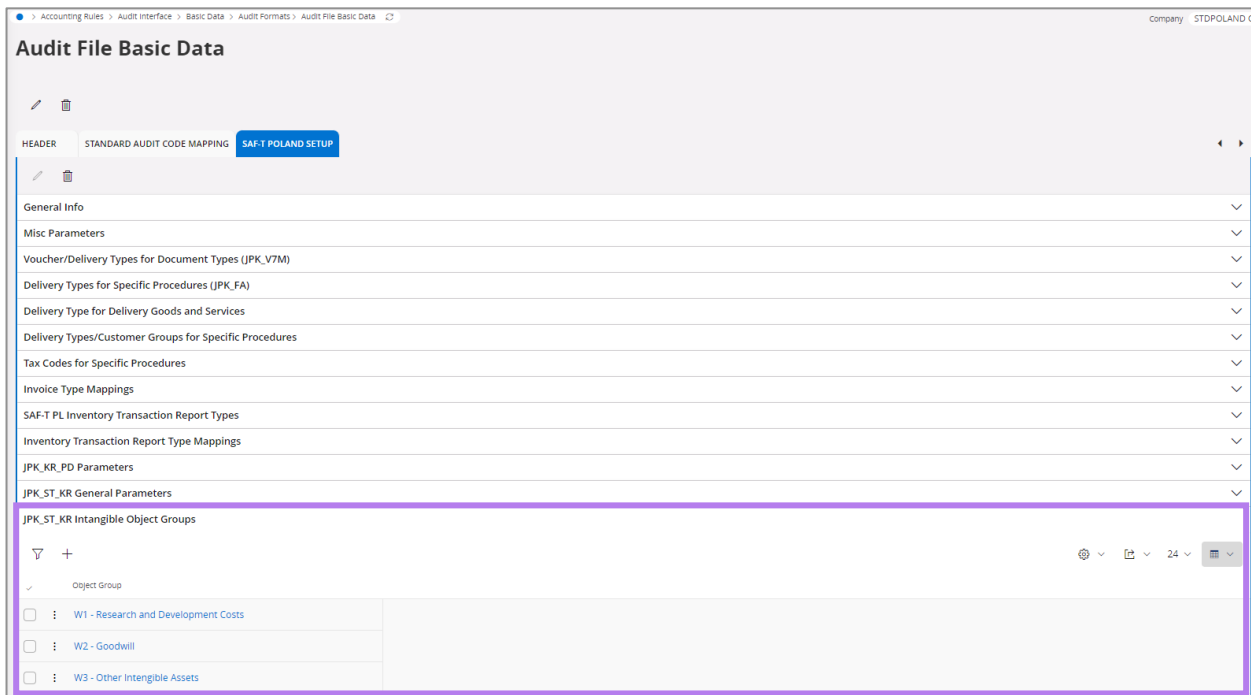 > Accounting Rules > Audit Interface > Basic Data > Audit Formats > Audit File Basic Data
Company STDPOLAND
Audit File Basic Data
HEADER STANDARD AUDIT CODE MAPPING SAF-T POLAND SETUP
General Info
Misc Parameters
Voucher/Delivery Types for Document Types (JPK_V7M)
Delivery Types for Specific Procedures (JPK_FA)
Delivery Type for Delivery Goods and Services
Delivery Types/Customer Groups for Specific Procedures
Tax Codes for Specific Procedures
Invoice Type Mappings
SAF-T PL Inventory Transaction Report Types
Inventory Transaction Report Type Mappings
JPK_KR_PD Parameters
JPK_ST_KR General Parameters
JPK_ST_KR Intangible Object Groups
24
Object Group
W1 - Research and Development Costs
W2 - Goodwill
W3 - Other Intengible Assets